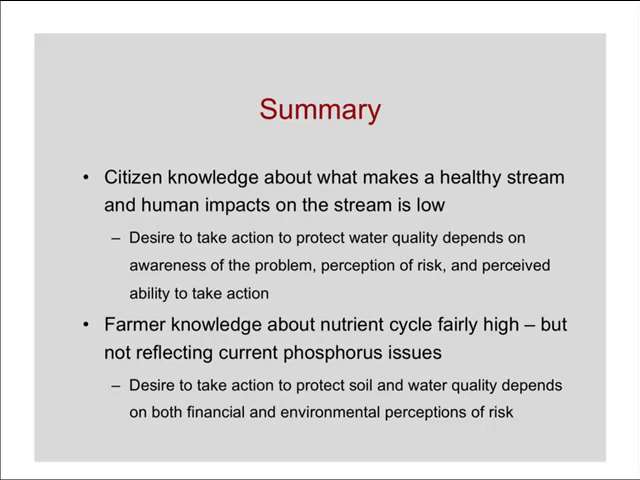 Summary
• Citizen knowledge about what makes a healthy stream
and human impacts on the stream is low
– Desire to take action to protect water quality depends on
awareness of the problem, perception of risk, and perceived
ability to take action
• Farmer knowledge about nutrient cycle fairly high – but
not reflecting current phosphorus issues
– Desire to take action to protect soil and water quality depends
on both financial and environmental perceptions of risk